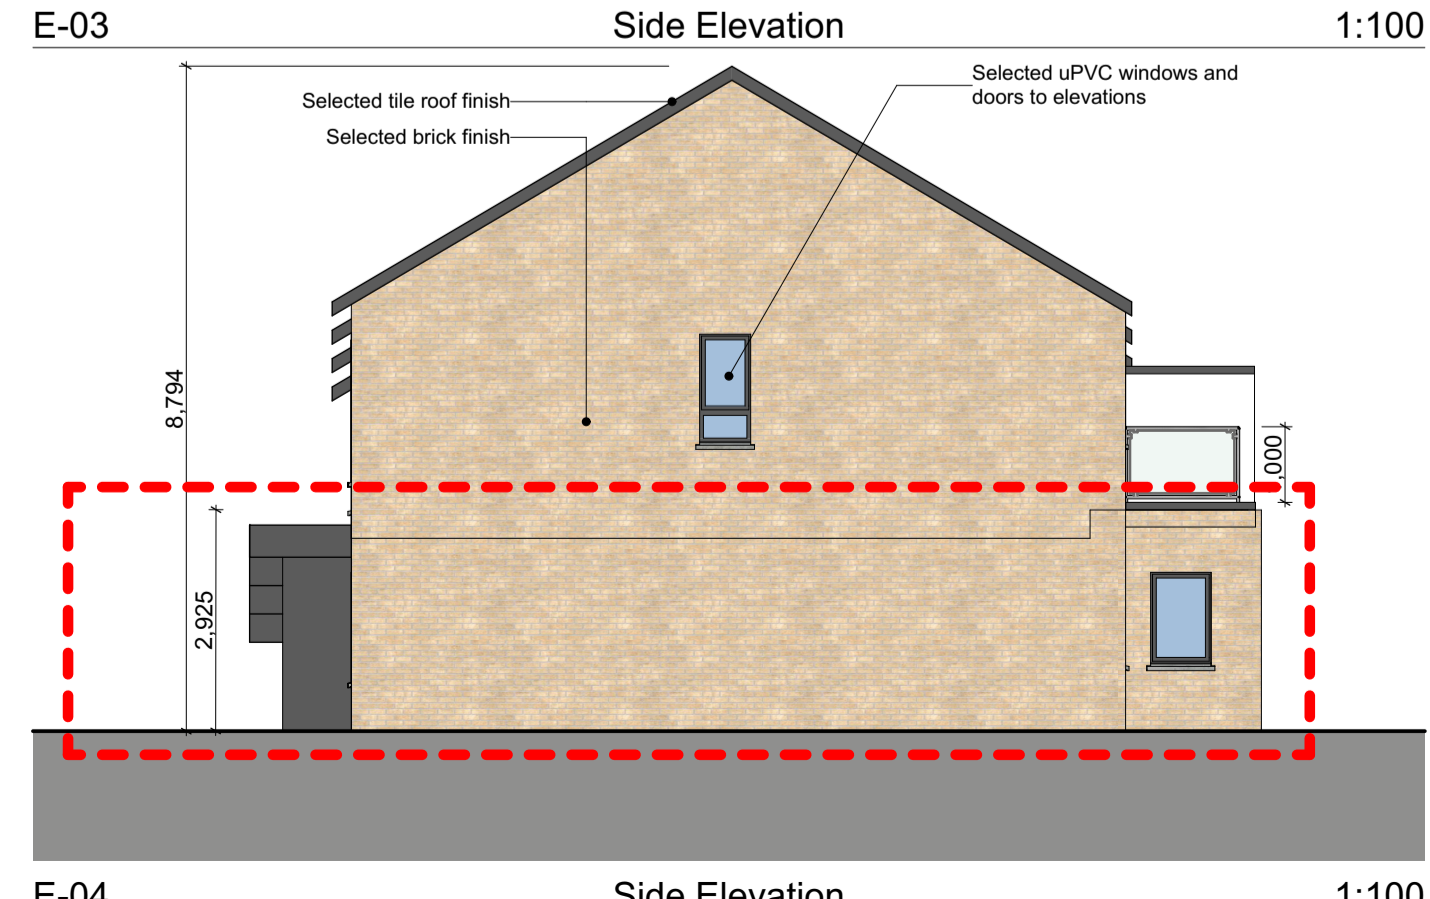 E-03 Side Elevation 1:100
Selected uPVC windows and
doors to elevations
Selected tile roof finish
Selected brick finish
8,794
,000
2,925
E-04 Side Elevation 1:100